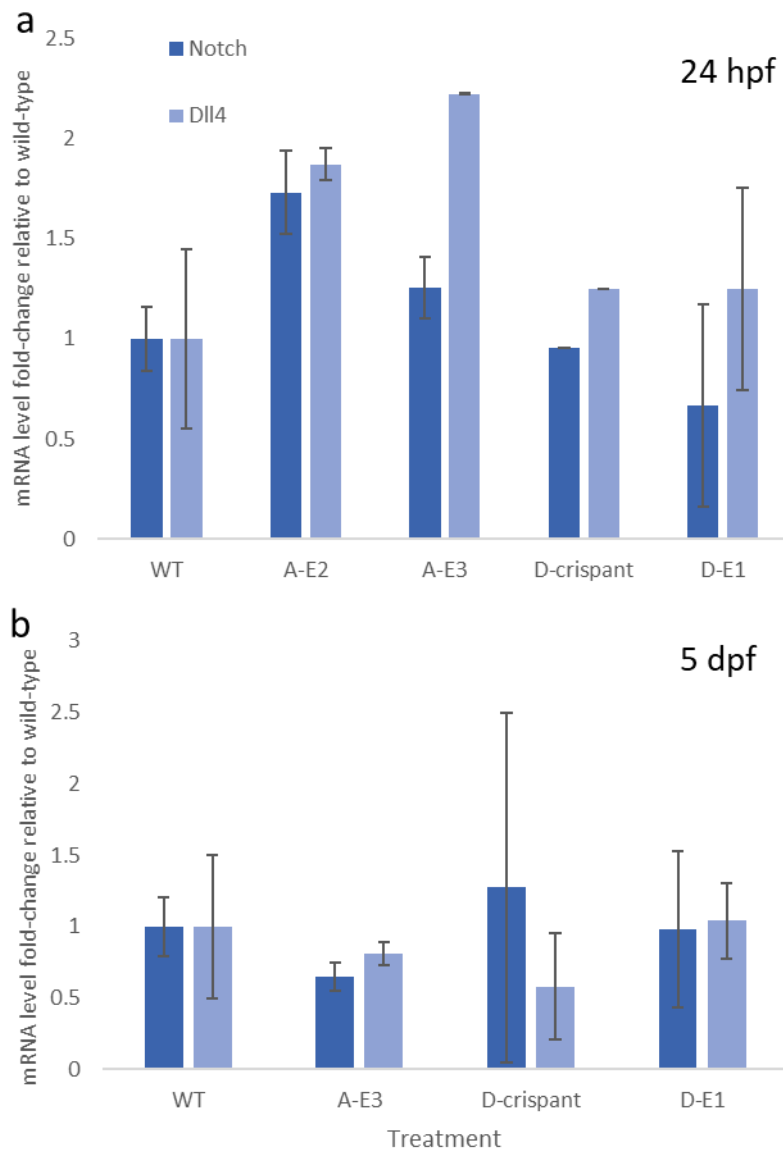 a
24 hpf
Notch
Dll4
mRNA level fold-change relative to wild-type
2.5
2
1.5
1
0.5
0
WT A-E2 A-E3 D-crispant D-E1
b
5 dpf
mRNA level fold-change relative to wild-type
3
2.5
2
1.5
1
0.5
0
WT A-E3 D-crispant D-E1
Treatment